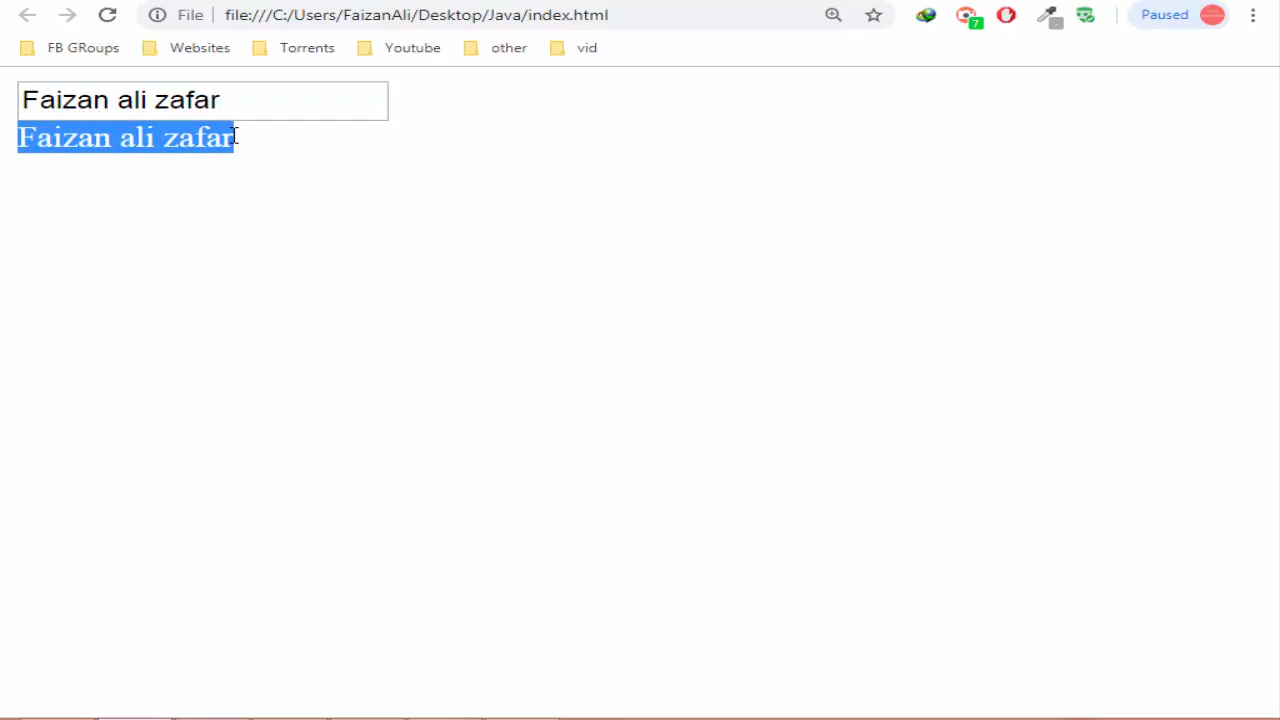 File file:///C:/Users/FaizanAli/Desktop/Java/index.html 7 Paused
FB GRoups Websites Torrents Youtube other vid
Faizan ali zafar
Faizan ali zafar